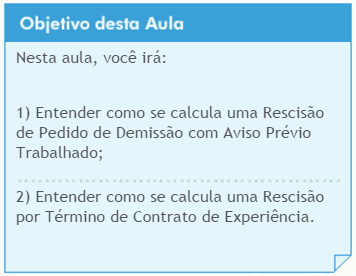 Objetivo desta Aula
Nesta aula, você irá:
1) Entender como se calcula uma Rescisão
de Pedido de Demissão com Aviso Prévio
Trabalhado;
2) Entender como se calcula uma Rescisão
por Término de Contrato de Experiência.